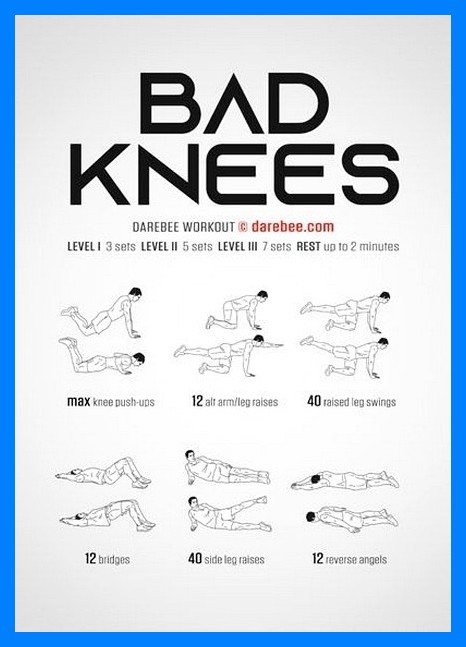 BAD
KNEES
DAREBEE WORKOUT © darebee.com
LEVEL I 3 sets LEVEL II 5 sets LEVEL III 7 sets REST up to 2 minutes
max knee push-ups
12 alt arm/leg raises
40 raised leg swings
12 bridges
40 side leg raises
12 reverse angels